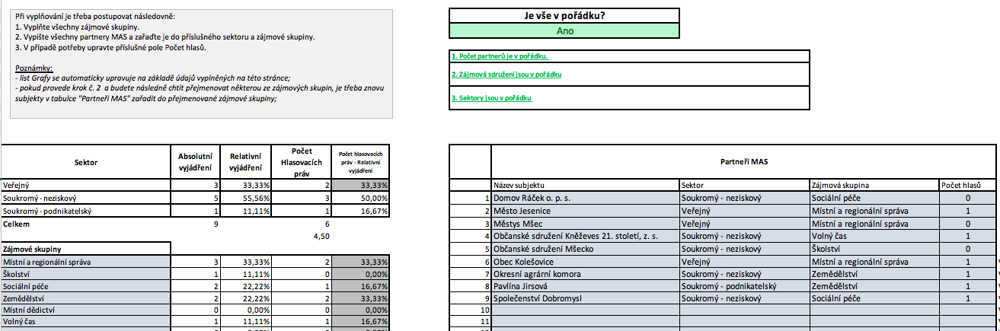 Při vyplňování je třeba postupovat následovně:
1. Vyplňte všechny zájmové skupiny.
2. Vypište všechny partnery MAS a zařaďte je do příslušného sektoru a zájmové skupiny.
3. V případě potřeby upravte příslušné pole Počet hlasů.
Poznámky:
- list Grafy se automaticky upravuje na základě údajů vyplněných na této stránce;
- pokud provede krok č. 2 a budete následně chtít přejmenovat některou ze zájmových skupin, je třeba znovu
subjekty v tabulce "Partneři MAS" zařadit do přejmenované zájmové skupiny;
Je vše v pořádku?
Ano
1. Počet partnerů je v pořádku.
2. Zájmová sdružení jsou v pořádku
3. Sektory jsou v pořádku
Sektor Absolutní vyjádření Relativní vyjádření Počet Hlasovacích práv Počet hlasovacích práv - Relativní vyjádření
Veřejný 3 33,33% 2 33,33%
Soukromý - neziskový 5 55,56% 3 50,00%
Soukromý - podnikatelský 1 11,11% 1 16,67%
Celkem 9 6
4,50
Zájmové skupiny
Místní a regionální správa 3 33,33% 2 33,33%
Školství 1 11,11% 0 0,00%
Sociální péče 2 22,22% 1 16,67%
Zemědělství 2 22,22% 2 33,33%
Místní dědictví 0 0,00% 0 0,00%
Volný čas 1 11,11% 1 16,67%
Partneři MAS
Název subjektu Sektor Zájmová skupina Počet hlasů
1 Domov Ráček o. p. s. Soukromý - neziskový Sociální péče 0
2 Město Jesenice Veřejný Místní a regionální správa 1
3 Městys Mšec Veřejný Místní a regionální správa 0
4 Občanské sdružení Kněževes 21. století, z. s. Soukromý - neziskový Volný čas 1
5 Občanské sdružení Mšecko Soukromý - neziskový Školství 0
6 Obec Kolešovice Veřejný Místní a regionální správa 1
7 Okresní agrární komora Soukromý - neziskový Zemědělství 1
8 Pavlína Jirsová Soukromý - podnikatelský Zemědělství 1
9 Společenství Dobromysl Soukromý - neziskový Sociální péče 1
10
11